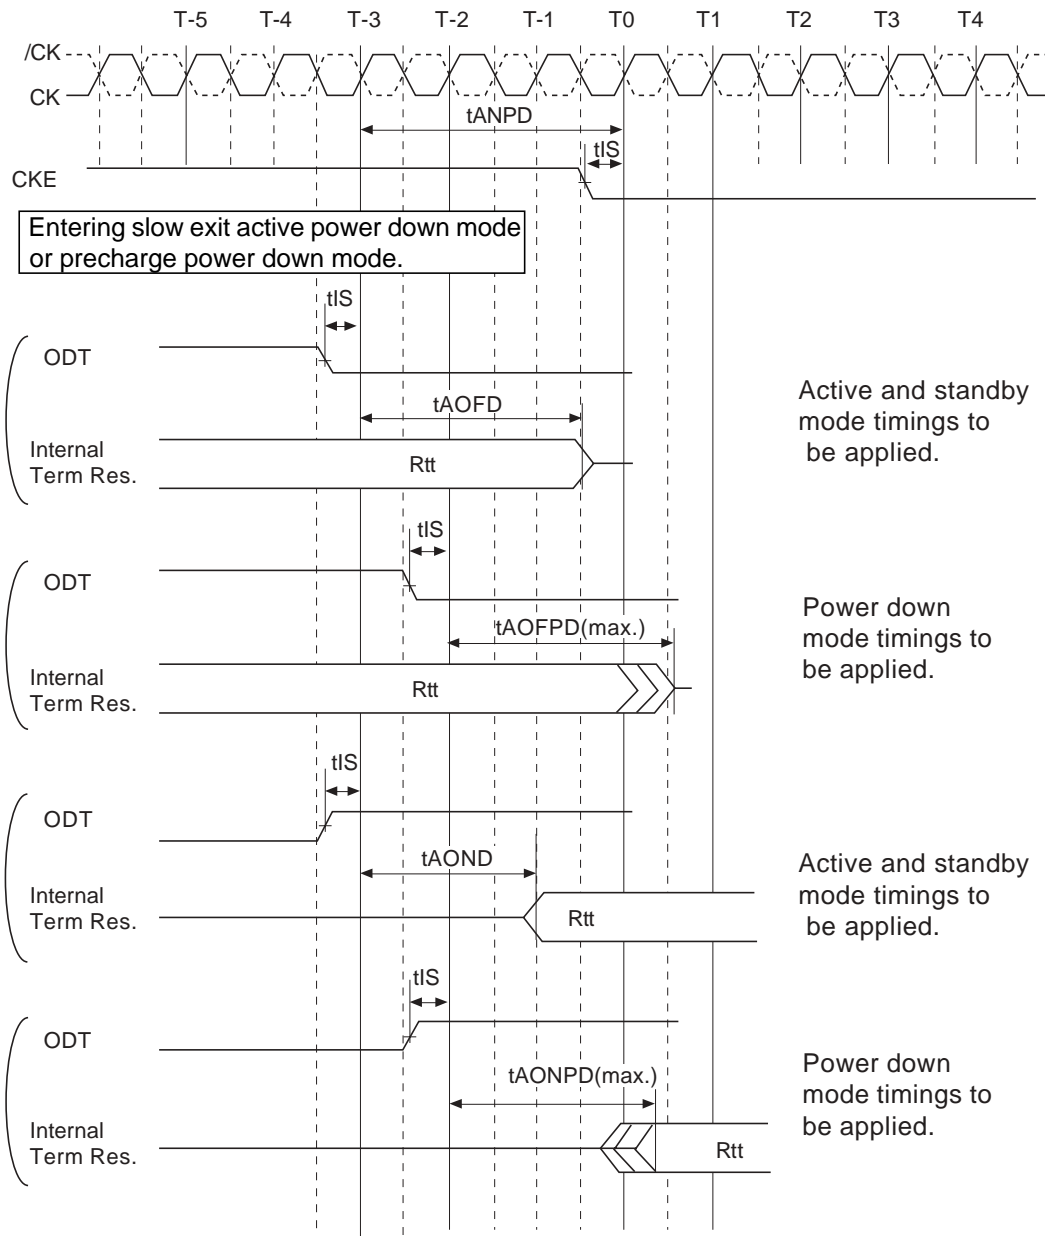 T-5 T-4 T-3 T-2 T-1 T0 T1 T2 T3 T4
/CK
CK
tANPD
tIS
CKE
Entering slow exit active power down mode
or precharge power down mode.
tIS
ODT
tAOFD
Internal
Term Res.
Rtt
Active and standby
mode timings to
be applied.
tIS
ODT
tAOFPD(max.)
Internal
Term Res.
Rtt
Power down
mode timings to
be applied.
tIS
ODT
tAOND
Internal
Term Res.
Rtt
Active and standby
mode timings to
be applied.
tIS
ODT
tAONPD(max.)
Internal
Term Res.
Rtt
Power down
mode timings to
be applied.